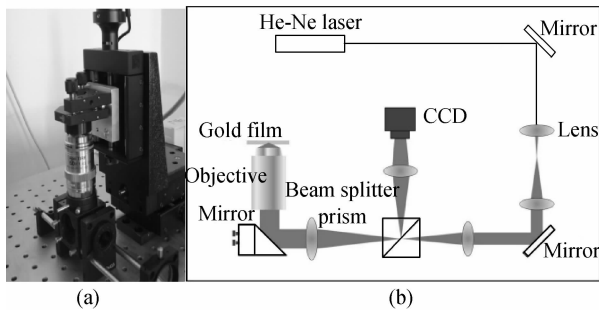 He-Ne laser
Mirror
CCD
Lens
Gold film
Objective
Beam splitter
prism
Mirror
Mirror
(a)
(b)